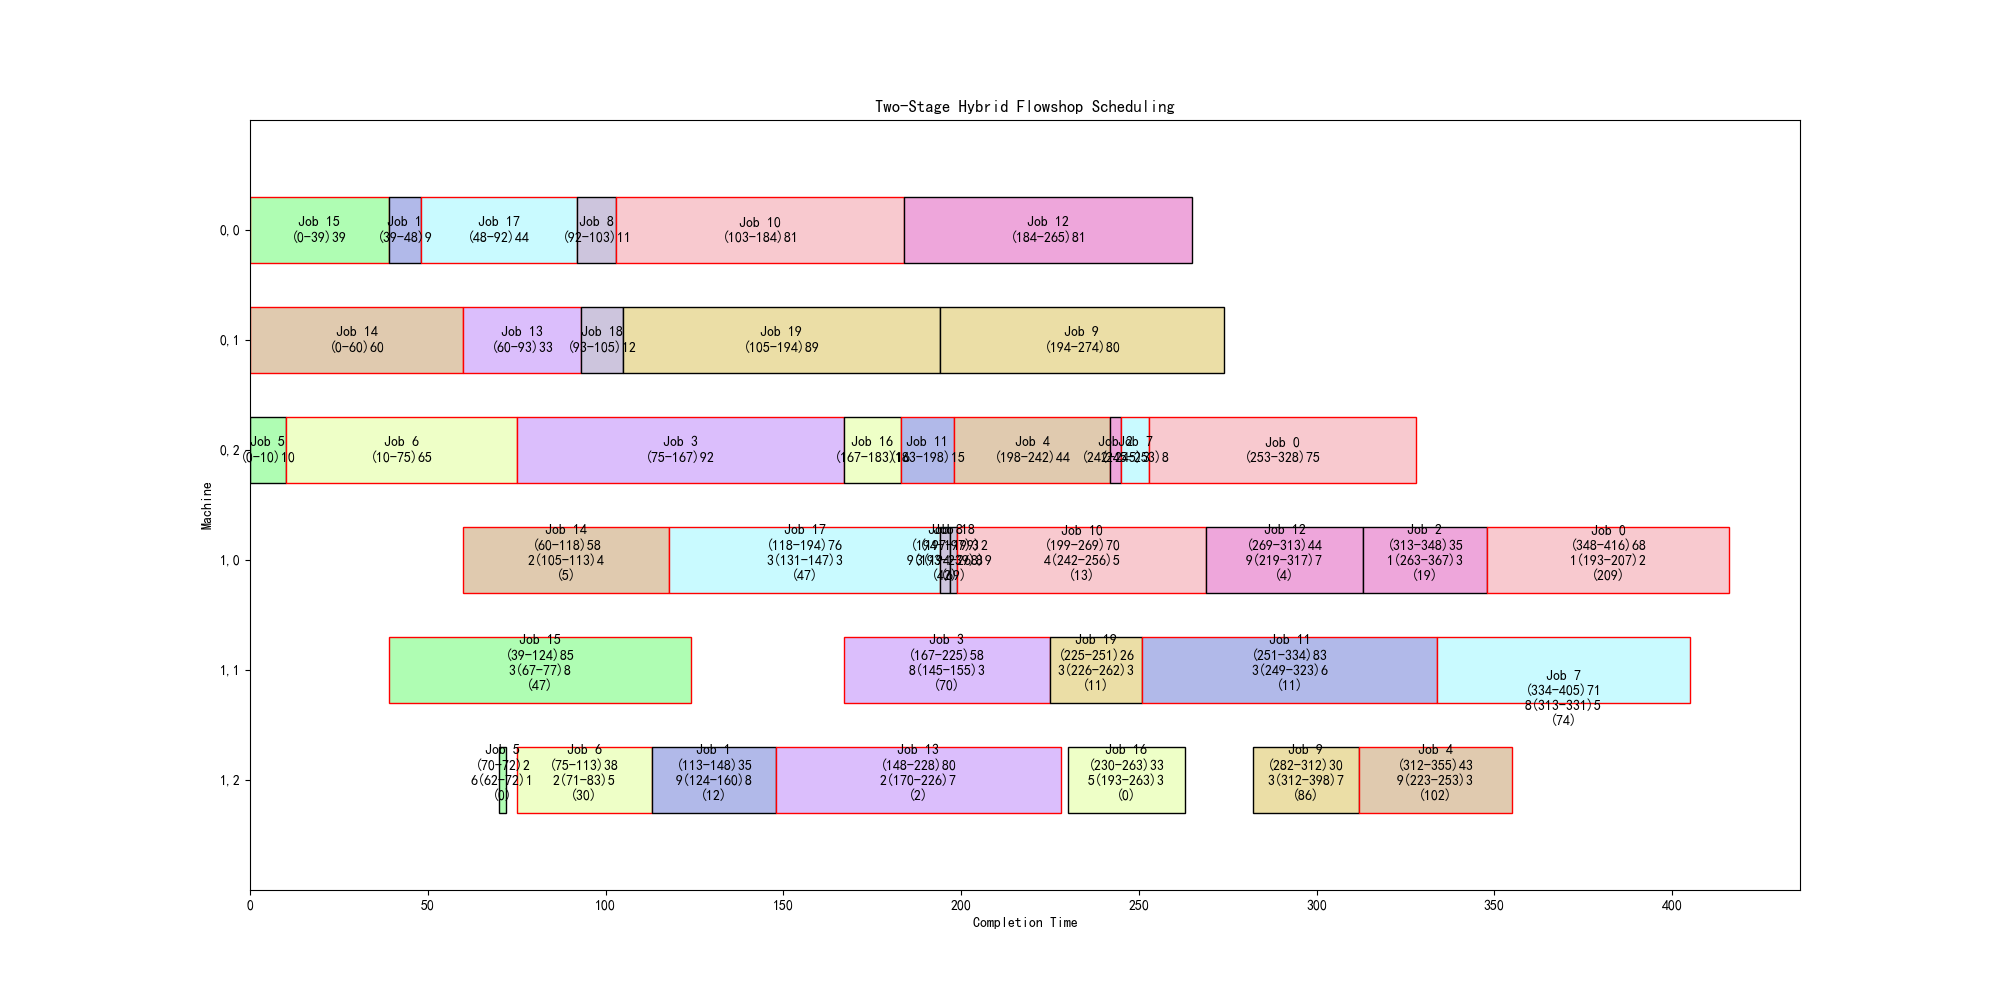 Two-Stage Hybrid Flowshop Scheduling
Machine
0,0
Job 15
(0-39)39
Job 1
(39-48)9
Job 17
(48-92)44
Job 8
(92-103)11
Job 10
(103-184)81
Job 12
(184-265)81
0,1
Job 14
(0-60)60
Job 13
(60-93)33
Job 18
(93-105)12
Job 19
(105-194)89
Job 9
(194-274)80
0,2
Job 5
(0-10)10
Job 6
(10-75)65
Job 3
(75-167)92
Job 16
(167-183)16
Job 11
(183-198)15
Job 4
(198-242)44
Job 2
(242-245)3
Job 7
(245-253)8
Job 0
(253-328)75
1,0
Job 14
(60-118)58
2(105-113)4
(5)
Job 17
(118-194)76
3(131-147)3
(47)
Job 8
Job 18
Job 10
(199-269)70
4(242-256)5
(13)
Job 12
(269-313)44
9(219-317)7
(4)
Job 2
(313-348)35
1(263-367)3
(19)
Job 0
(348-416)68
1(193-207)2
(209)
1,1
Job 15
(39-124)85
3(67-77)8
(47)
Job 3
(167-225)58
8(145-155)3
(70)
Job 19
(225-251)26
3(226-262)3
(11)
Job 11
(251-334)83
3(249-323)6
(11)
Job 7
(334-405)71
8(313-331)5
(74)
1,2
Job 5
(70-72)2
6(62-72)1
(0)
Job 6
(75-113)38
2(71-83)5
(30)
Job 1
(113-148)35
9(124-160)8
(12)
Job 13
(148-228)80
2(170-226)7
(2)
Job 16
(230-263)33
5(193-263)3
(0)
Job 9
(282-312)30
3(312-398)7
(86)
Job 4
(312-355)43
9(223-253)3
(102)
0
50
100
150
200
250
300
350
400
Completion Time